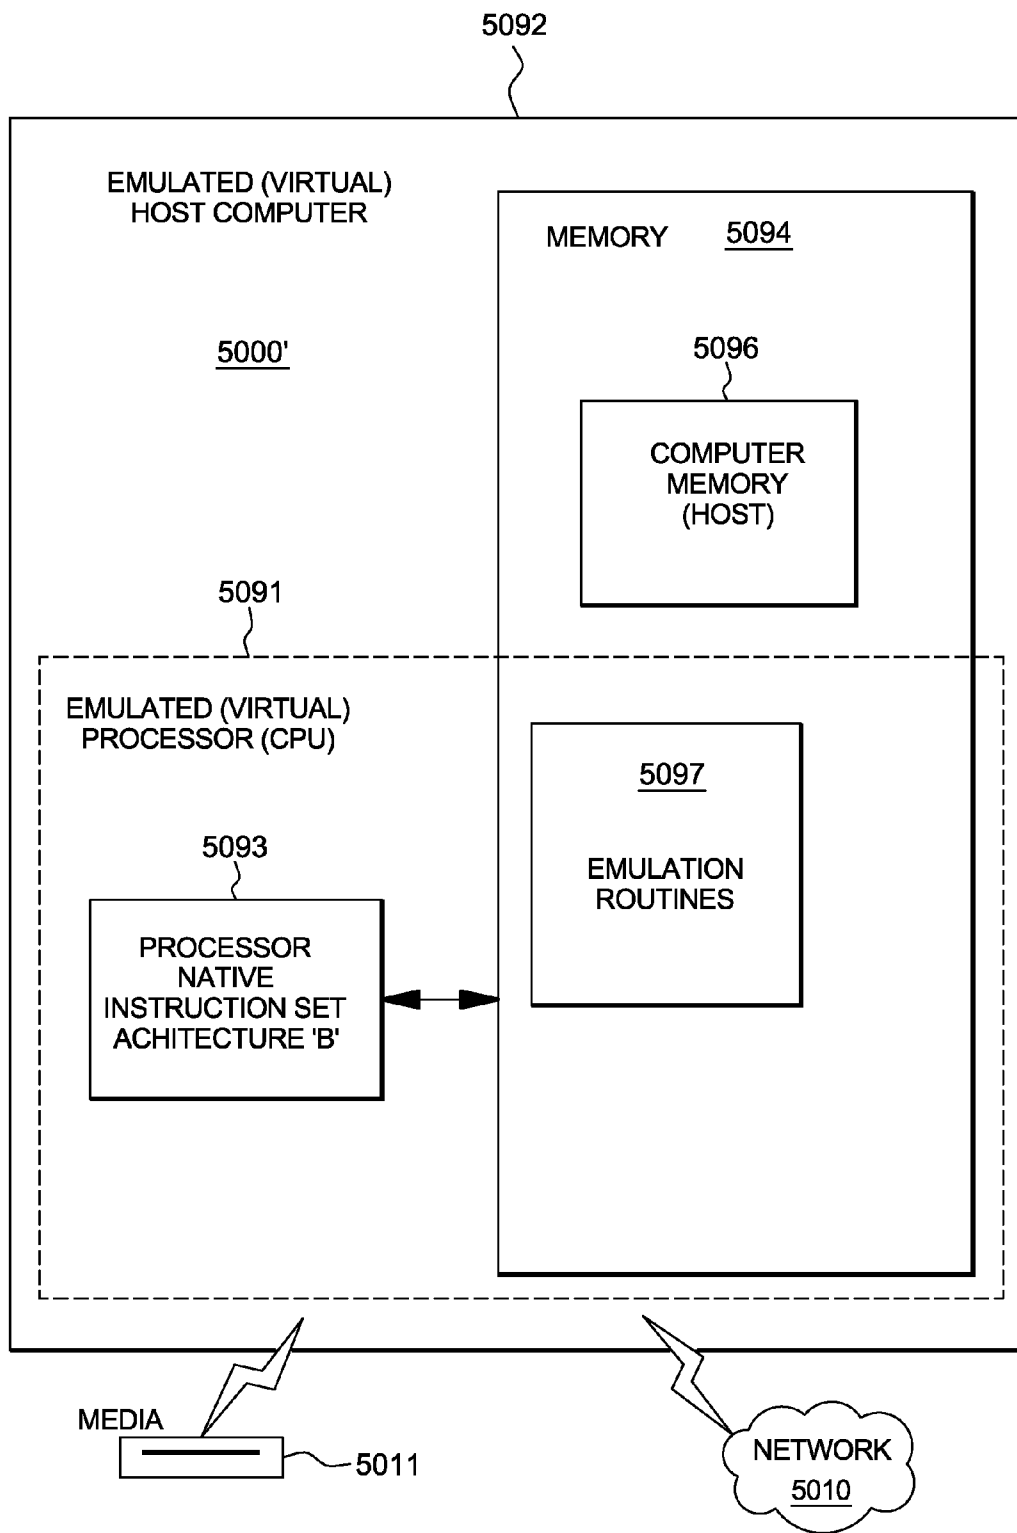 5092
EMULATED (VIRTUAL)
HOST COMPUTER
MEMORY 5094
5000'
5096
COMPUTER
MEMORY
(HOST)
5091
EMULATED (VIRTUAL)
PROCESSOR (CPU)
5097
EMULATION
ROUTINES
5093
PROCESSOR
NATIVE
INSTRUCTION SET
ACHITECTURE 'B'
MEDIA
5011
NETWORK
5010